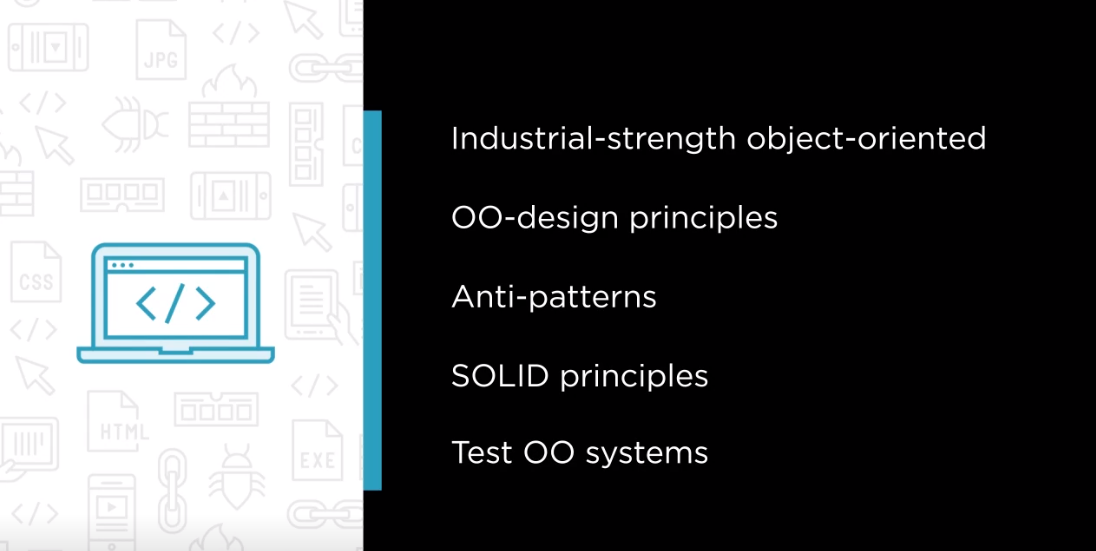 JPG
CSS
HTML
EXE
</>
Industrial-strength object-oriented
OO-design principles
Anti-patterns
SOLID principles
Test OO systems